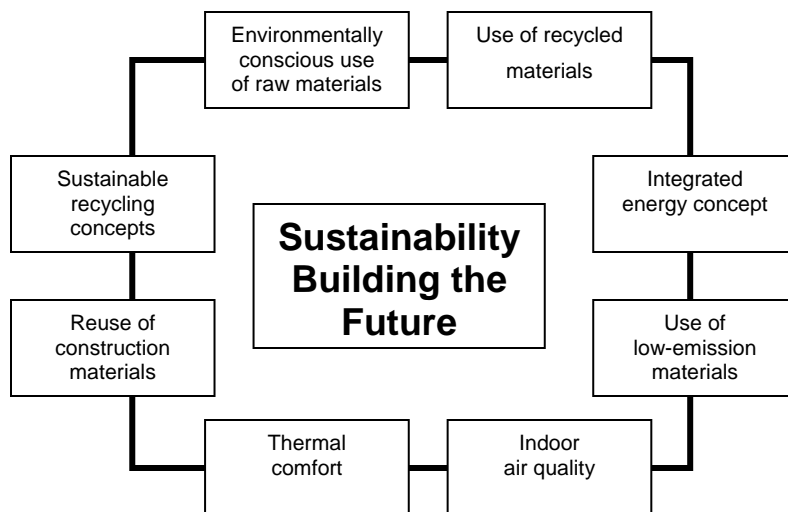 Environmentally
conscious use
of raw materials
Use of recycled
materials
Sustainable
recycling
concepts
Integrated
energy concept
Sustainability
Building the
Future
Reuse of
construction
materials
Use of
low-emission
materials
Thermal
comfort
Indoor
air quality